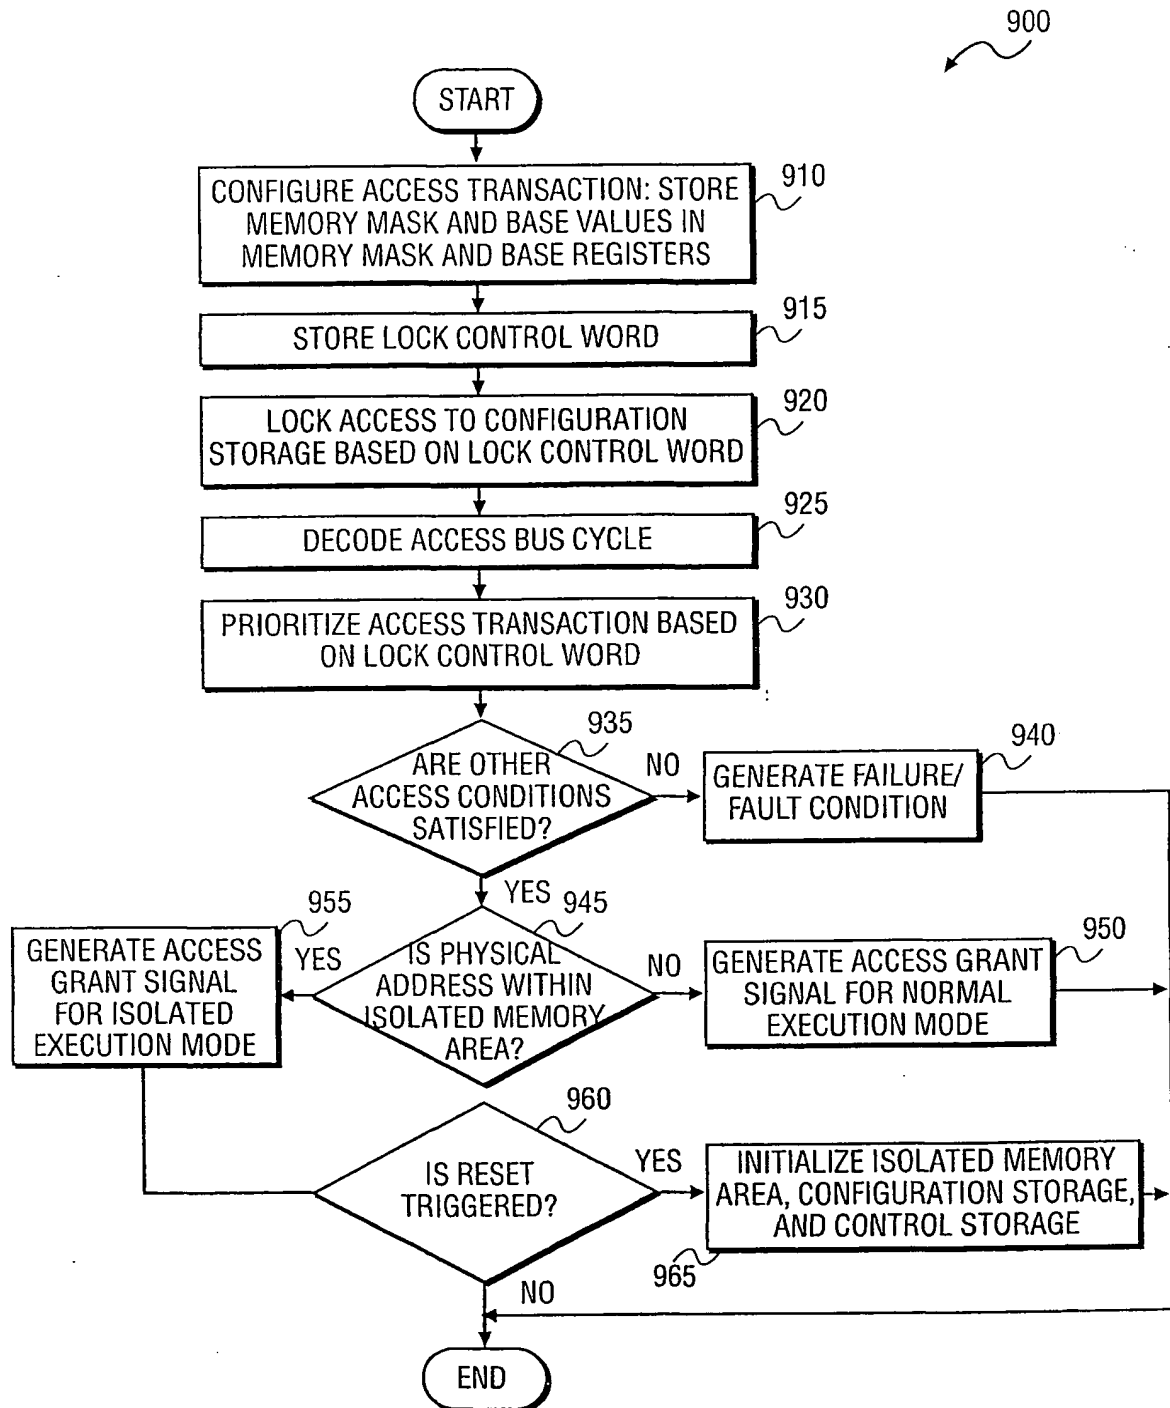 900
START
CONFIGURE ACCESS TRANSACTION: STORE
MEMORY MASK AND BASE VALUES IN
MEMORY MASK AND BASE REGISTERS
910
STORE LOCK CONTROL WORD
915
LOCK ACCESS TO CONFIGURATION
STORAGE BASED ON LOCK CONTROL WORD
920
DECODE ACCESS BUS CYCLE
925
PRIORITIZE ACCESS TRANSACTION BASED
ON LOCK CONTROL WORD
930
ARE OTHER
ACCESS CONDITIONS
SATISFIED?
935
NO
GENERATE FAILURE/
FAULT CONDITION
940
YES
IS PHYSICAL
ADDRESS WITHIN
ISOLATED MEMORY
AREA?
945
NO
GENERATE ACCESS GRANT
SIGNAL FOR NORMAL
EXECUTION MODE
950
YES
GENERATE ACCESS
GRANT SIGNAL
FOR ISOLATED
EXECUTION MODE
955
IS RESET
TRIGGERED?
960
YES
INITIALIZE ISOLATED MEMORY
AREA, CONFIGURATION STORAGE,
AND CONTROL STORAGE
965
NO
END